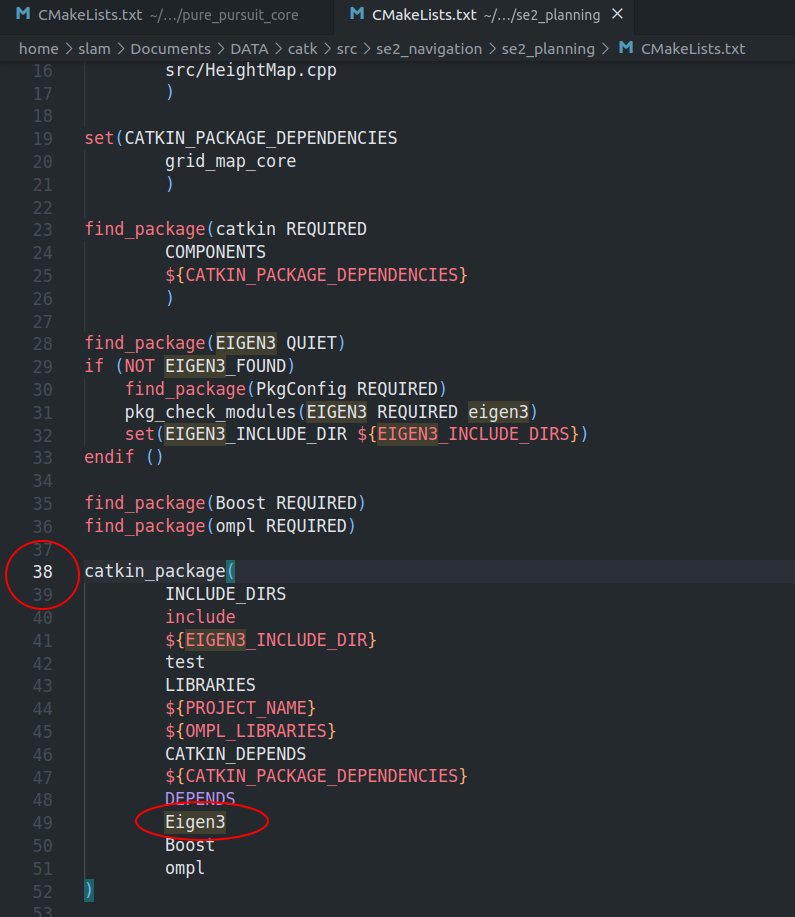 CMakeLists.txt ~/.../pure_pursuit_core
CMakeLists.txt ~/.../se2_planning ×
home > slam > Documents > DATA > catk > src > se2_navigation > se2_planning > CMakeLists.txt
16 src/HeightMap.cpp
17 )
18
19 set(CATKIN_PACKAGE_DEPENDENCIES
20 grid_map_core
21 )
22
23 find_package(catkin REQUIRED
24 COMPONENTS
25 ${CATKIN_PACKAGE_DEPENDENCIES}
26 )
27
28 find_package(EIGEN3 QUIET)
29 if (NOT EIGEN3_FOUND)
30 find_package(PkgConfig REQUIRED)
31 pkg_check_modules(EIGEN3 REQUIRED eigen3)
32 set(EIGEN3_INCLUDE_DIR ${EIGEN3_INCLUDE_DIRS})
33 endif ()
34
35 find_package(Boost REQUIRED)
36 find_package(ompl REQUIRED)
37
38 catkin_package(
39 INCLUDE_DIRS
40 include
41 ${EIGEN3_INCLUDE_DIR}
42 test
43 LIBRARIES
44 ${PROJECT_NAME}
45 ${OMPL_LIBRARIES}
46 CATKIN_DEPENDS
47 ${CATKIN_PACKAGE_DEPENDENCIES}
48 DEPENDS
49 Eigen3
50 Boost
51 ompl
52 )
53